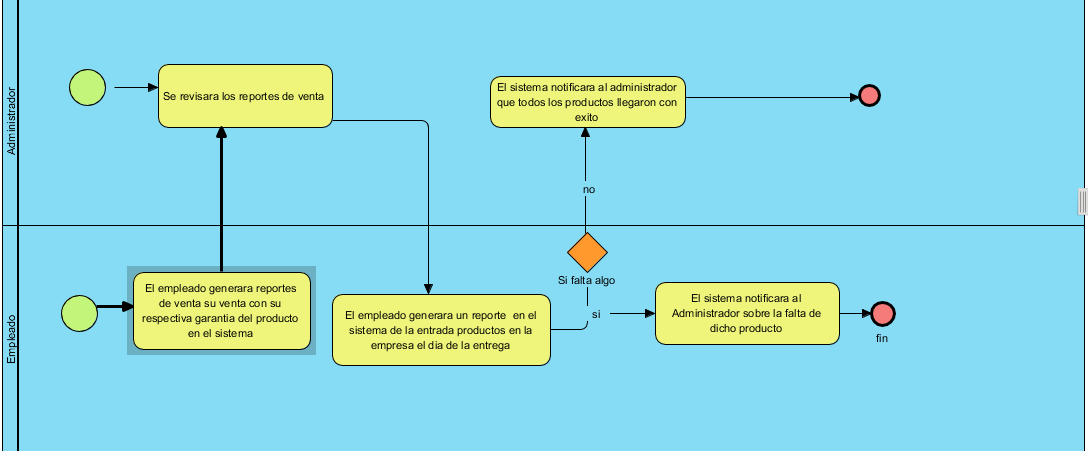 Administrador
Se revisara los reportes de venta
El sistema notificara al administrador
que todos los productos llegaron con
exito
no
Empleado
El empleado generara reportes
de venta su venta con su
respectiva garantia del producto
en el sistema
El empleado generara un reporte  en el
sistema de la entrada productos en la
empresa el dia de la entrega
Si falta algo
si
El sistema notificara al
Administrador sobre la falta de
dicho producto
fin